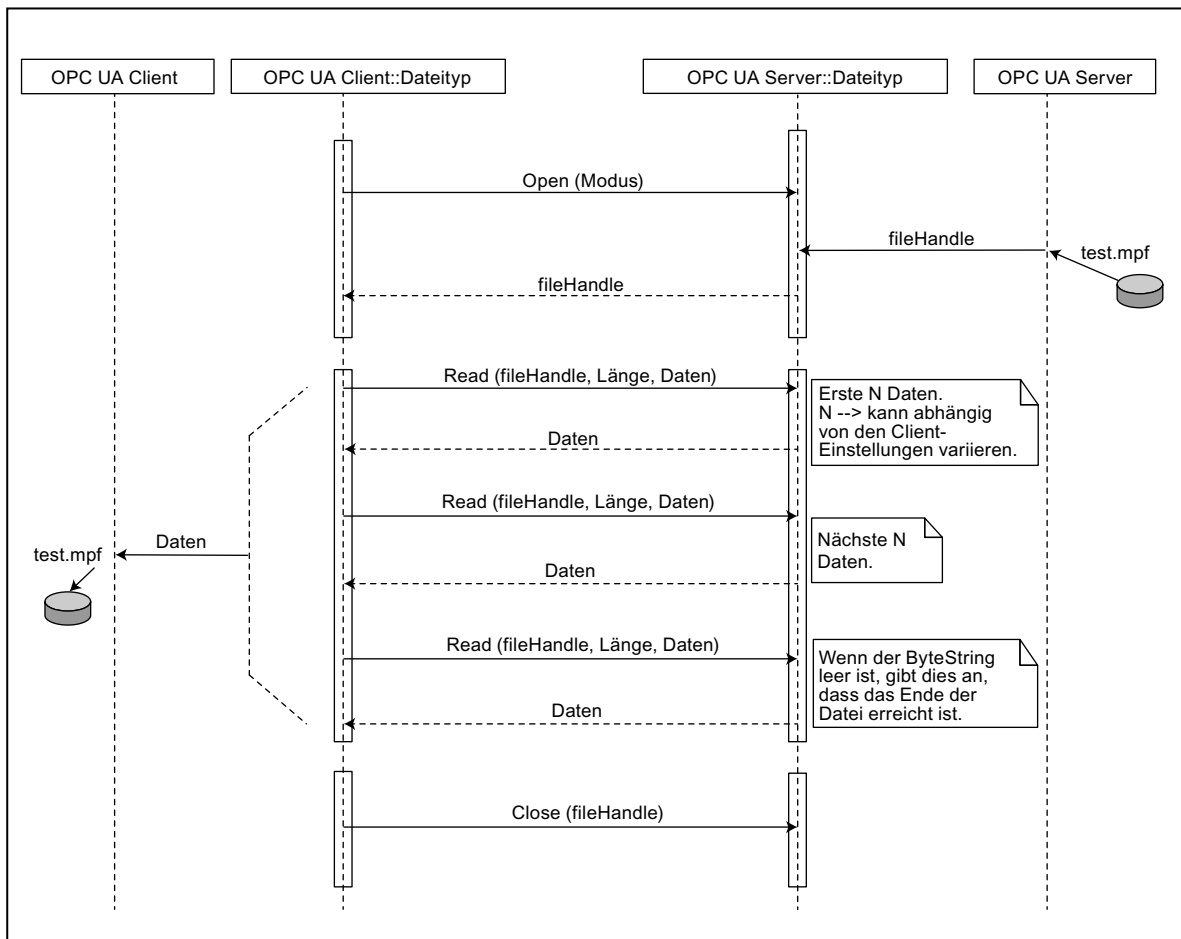 OPC UA Client
OPC UA Client::Dateityp
OPC UA Server::Dateityp
OPC UA Server
Open (Modus)
fileHandle
test.mpf
fileHandle
Read (fileHandle, Länge, Daten)
Erste N Daten.
N --> kann abhängig
von den Client-
Einstellungen variieren.
Daten
Read (fileHandle, Länge, Daten)
Daten
test.mpf
Nächste N
Daten.
Daten
Read (fileHandle, Länge, Daten)
Wenn der ByteString
leer ist, gibt dies an,
dass das Ende der
Datei erreicht ist.
Daten
Close (fileHandle)